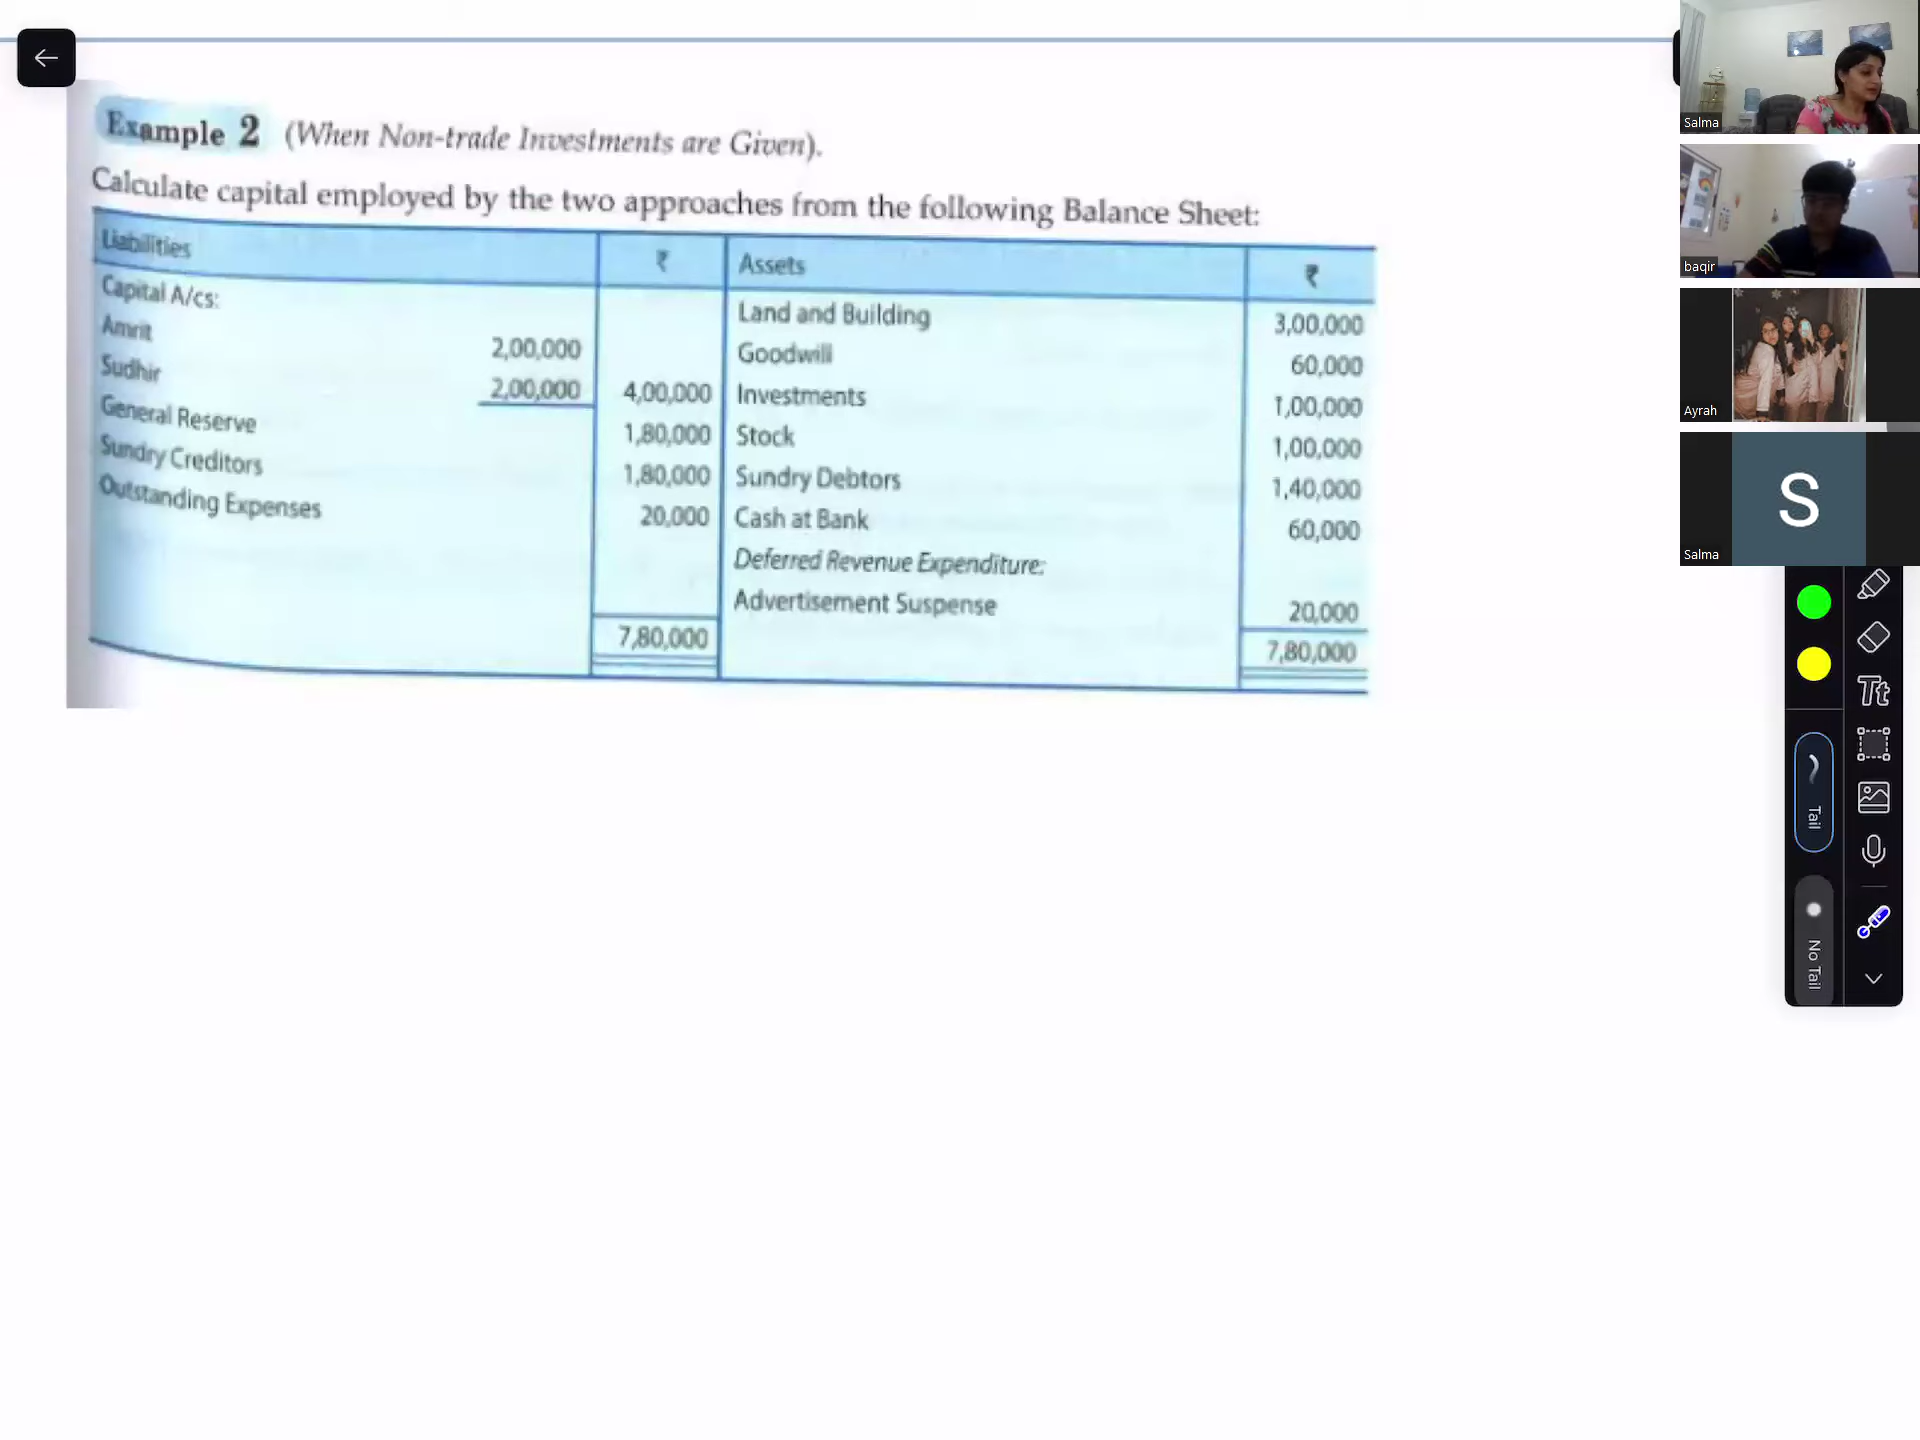 Example 2 (When Non-trade Investments are Given).
Calculate capital employed by the two approaches from the following Balance Sheet:
Liabilities ₹ Assets ₹
Capital A/cs: Land and Building 3,00,000
Amrit 2,00,000 Goodwill 60,000
Sudhir 2,00,000 4,00,000 Investments 1,00,000
General Reserve 1,80,000 Stock 1,00,000
Sundry Creditors 1,80,000 Sundry Debtors 1,40,000
Outstanding Expenses 20,000 Cash at Bank 60,000
Deferred Revenue Expenditure:
Advertisement Suspense 20,000
7,80,000 7,80,000
Salma
baqir
Ayrah
S
Salma
Tt
Tail
No Tail